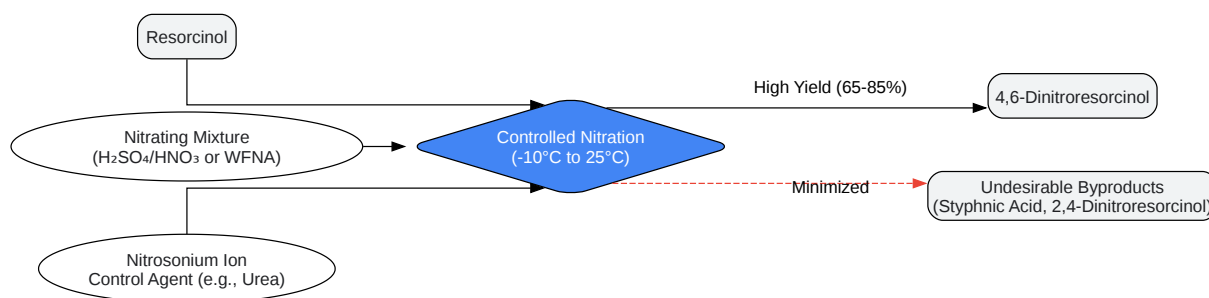 Resorcinol
Nitrating Mixture
(H₂SO₄/HNO₃ or WFNA)
Nitrosonium Ion
Control Agent (e.g., Urea)
Controlled Nitration
(-10°C to 25°C)
High Yield (65-85%)
4,6-Dinitroresorcinol
Minimized
Undesirable Byproducts
(Styphnic Acid, 2,4-Dinitroresorcinol)